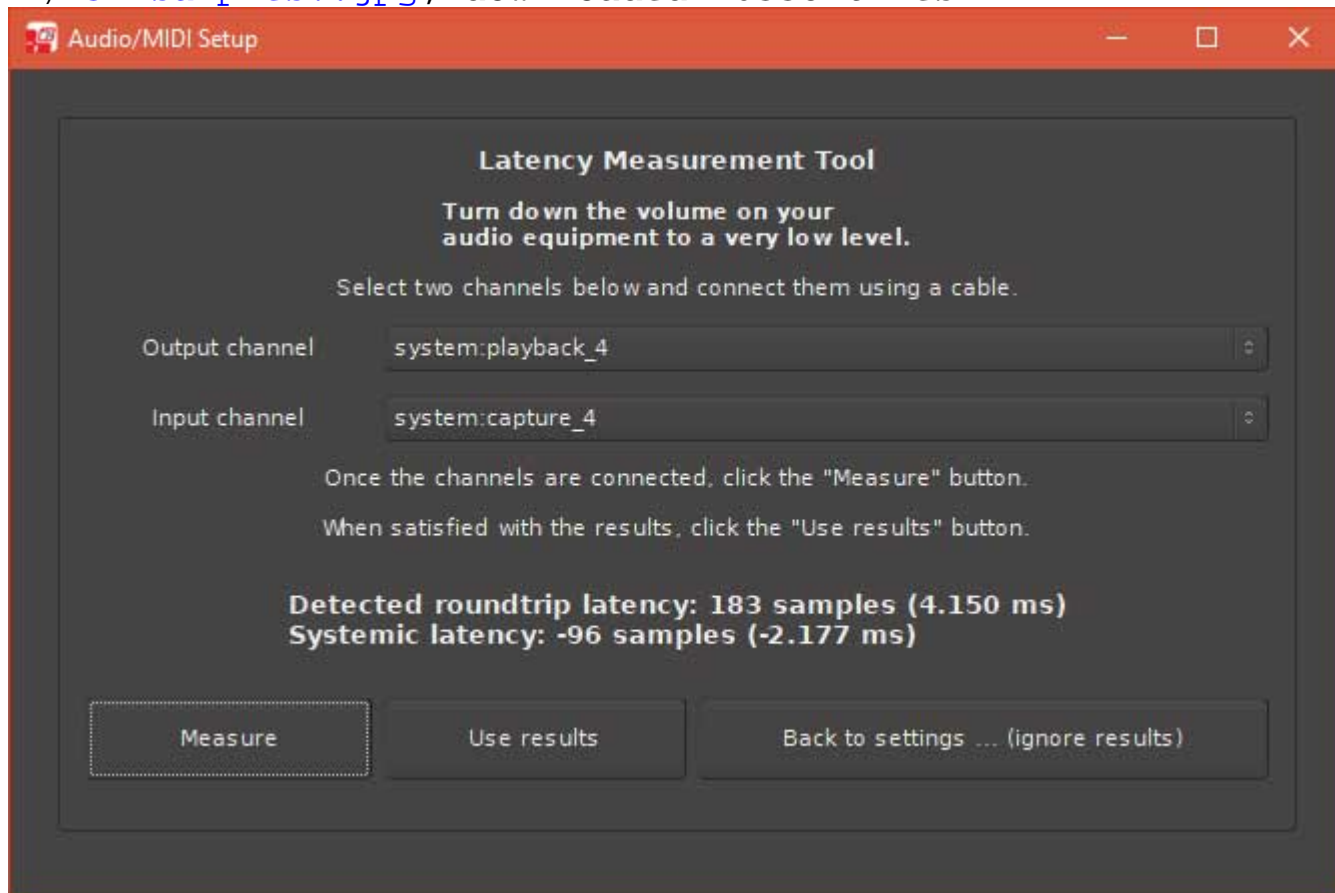 Audio/MIDI Setup
Latency Measurement Tool
Turn down the volume on your
audio equipment to a very low level.
Select two channels below and connect them using a cable.
Output channel system:playback_4
Input channel system:capture_4
Once the channels are connected, click the "Measure" button.
When satisfied with the results, click the "Use results" button.
Detected roundtrip latency: 183 samples (4.150 ms)
Systemic latency: -96 samples (-2.177 ms)
Measure Use results Back to settings ... (ignore results)